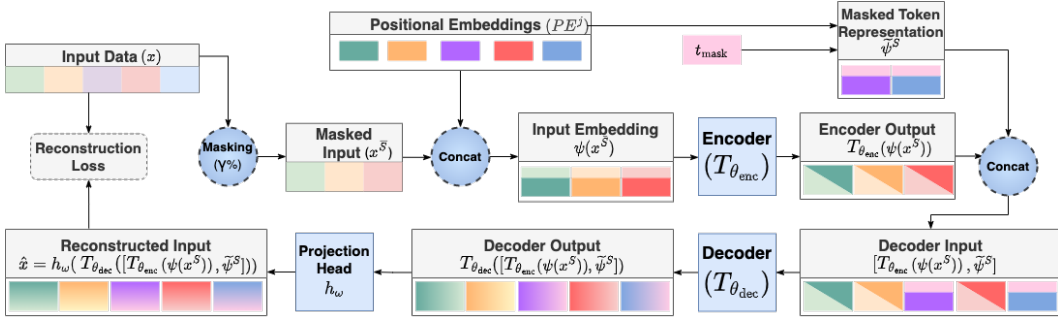 Positional Embeddings (PE^j)
Masked Token
Representation
ψ̃^S
t_mask
Input Data (x)
Reconstruction
Loss
Masking
(γ%)
Masked
Input (x^S̄)
Concat
Input Embedding
ψ(x^S̄)
Encoder
(T_θenc)
Encoder Output
T_θenc(ψ(x^S̄))
Concat
Reconstructed Input
x̂ = h_ω( T_θdec([T_θenc(ψ(x^S̄)), ψ̃^S]))
Projection
Head
h_ω
Decoder Output
T_θdec([T_θenc(ψ(x^S̄)), ψ̃^S])
Decoder
(T_θdec)
Decoder Input
[T_θenc(ψ(x^S̄)), ψ̃^S]